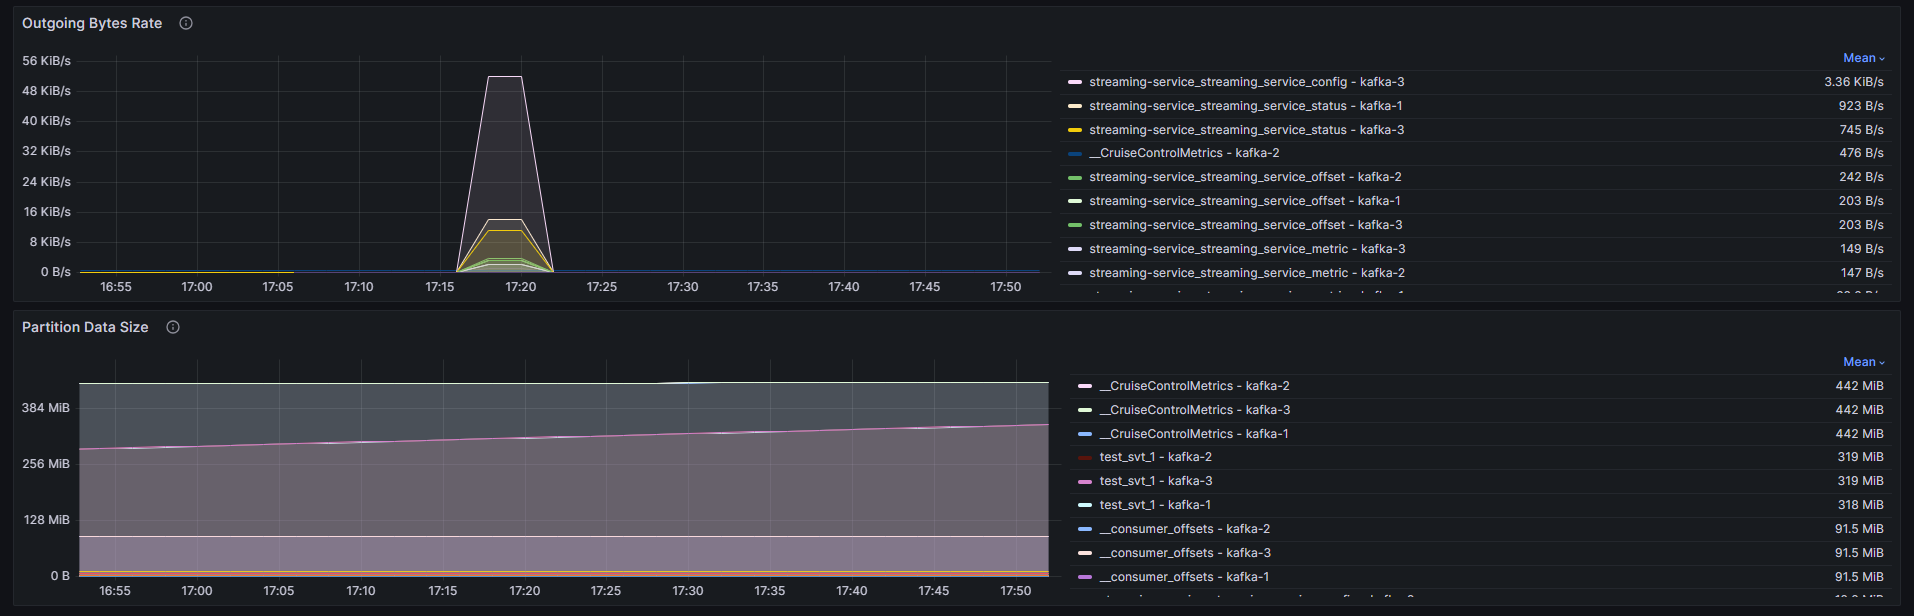 Outgoing Bytes Rate
Mean
56 KiB/s
48 KiB/s
40 KiB/s
32 KiB/s
24 KiB/s
16 KiB/s
8 KiB/s
0 B/s
16:55 17:00 17:05 17:10 17:15 17:20 17:25 17:30 17:35 17:40 17:45 17:50
streaming-service_streaming_service_config - kafka-3 3.36 KiB/s
streaming-service_streaming_service_status - kafka-1 923 B/s
streaming-service_streaming_service_status - kafka-3 745 B/s
__CruiseControlMetrics - kafka-2 476 B/s
streaming-service_streaming_service_offset - kafka-2 242 B/s
streaming-service_streaming_service_offset - kafka-1 203 B/s
streaming-service_streaming_service_offset - kafka-3 203 B/s
streaming-service_streaming_service_metric - kafka-3 149 B/s
streaming-service_streaming_service_metric - kafka-2 147 B/s
Partition Data Size
Mean
384 MiB
256 MiB
128 MiB
0 B
16:55 17:00 17:05 17:10 17:15 17:20 17:25 17:30 17:35 17:40 17:45 17:50
__CruiseControlMetrics - kafka-2 442 MiB
__CruiseControlMetrics - kafka-3 442 MiB
__CruiseControlMetrics - kafka-1 442 MiB
test_svt_1 - kafka-2 319 MiB
test_svt_1 - kafka-3 319 MiB
test_svt_1 - kafka-1 318 MiB
__consumer_offsets - kafka-2 91.5 MiB
__consumer_offsets - kafka-3 91.5 MiB
__consumer_offsets - kafka-1 91.5 MiB